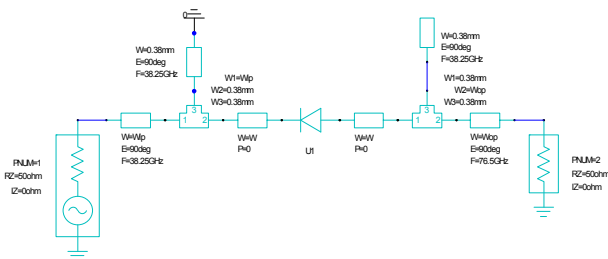 0
W=0.38mm
E=90deg
F=38.25GHz
W=0.38mm
E=90deg
F=38.25GHz
W1=Wip
W2=0.38mm
W3=0.38mm
W1=0.38mm
W2=Wbp
W3=0.38mm
3
1 2
3
1 2
W=Wip
E=90deg
F=38.25GHz
W=W
P=0
U1
W=W
P=0
W=Wop
E=90deg
F=76.5GHz
PNUM=1
RZ=50ohm
IZ=0ohm
PNUM=2
RZ=50ohm
IZ=0ohm